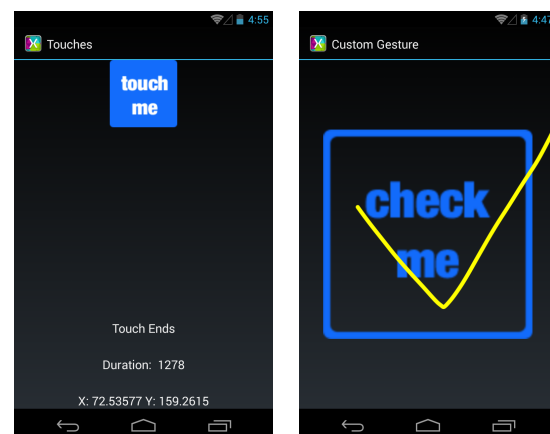 4:55
Touches
touch
me
Touch Ends
Duration: 1278
X: 72.53577 Y: 159.2615
4:47
Custom Gesture
check
me